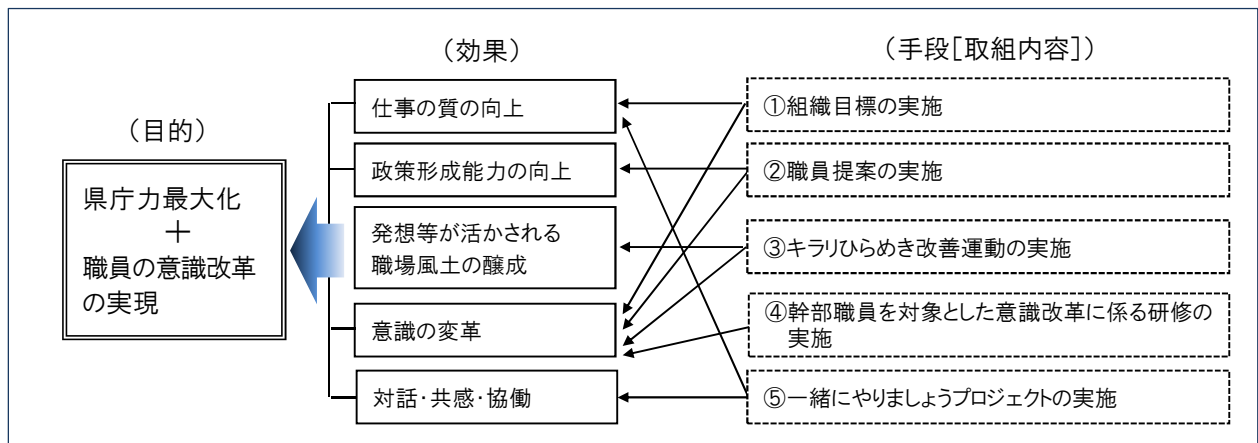 (効果)
(手段[取組内容])
(目的)
県庁力最大化
+
職員の意識改革
の実現
仕事の質の向上
政策形成能力の向上
発想等が活かされる
職場風土の醸成
意識の変革
対話・共感・協働
①組織目標の実施
②職員提案の実施
③キラリひらめき改善運動の実施
④幹部職員を対象とした意識改革に係る研修の
実施
⑤一緒にやりましょうプロジェクトの実施